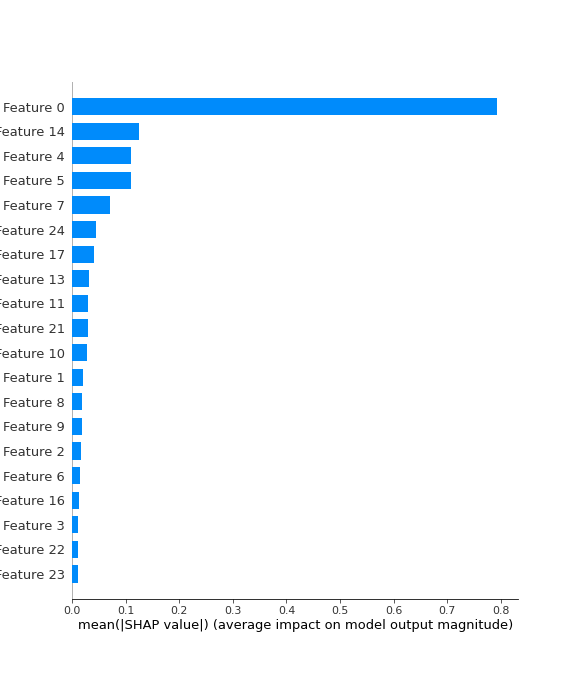 Feature 0
Feature 14
Feature 4
Feature 5
Feature 7
Feature 24
Feature 17
Feature 13
Feature 11
Feature 21
Feature 10
Feature 1
Feature 8
Feature 9
Feature 2
Feature 6
Feature 16
Feature 3
Feature 22
Feature 23
0.0 0.1 0.2 0.3 0.4 0.5 0.6 0.7 0.8
mean(|SHAP value|) (average impact on model output magnitude)